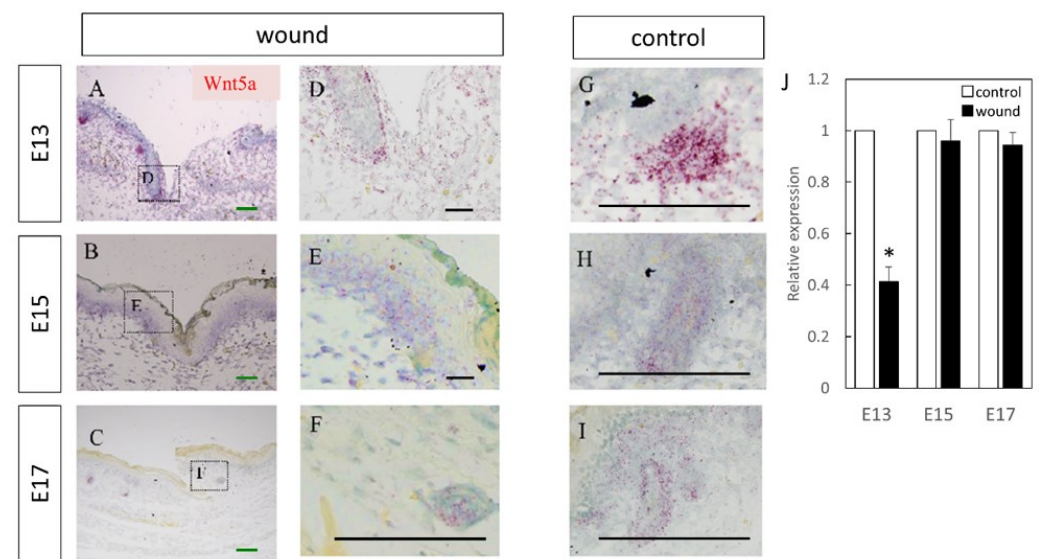 wound
control
E13
A
Wnt5a
D
D
G
E15
B
E
E
H
E17
C
F
I
J
1.2
1
0.8
0.6
0.4
0.2
0
Relative expression
control
wound
*
E13
E15
E17